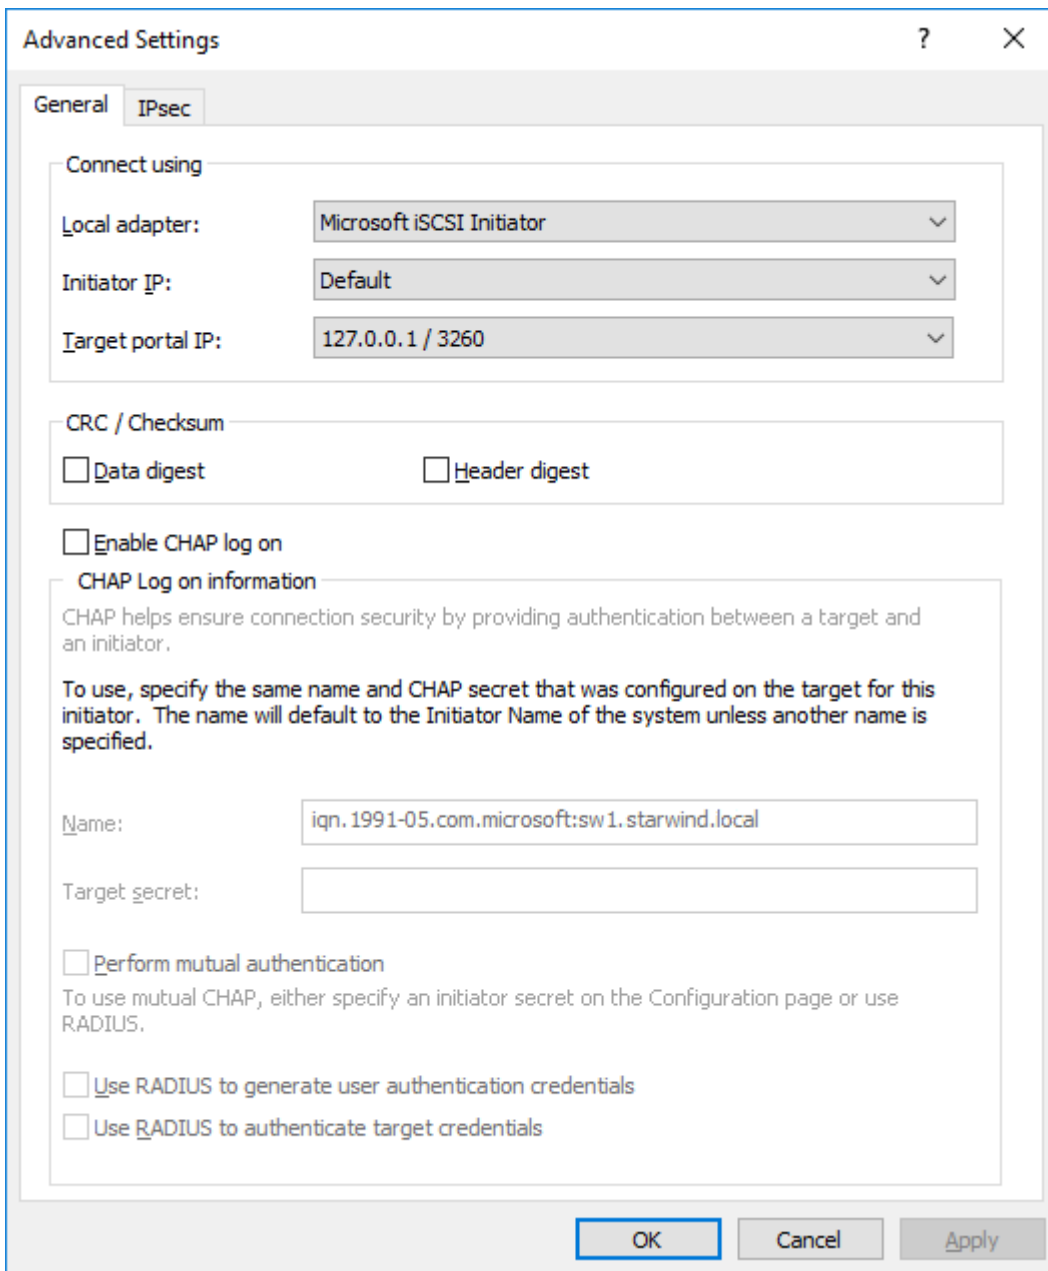 Advanced Settings
?
General
IPsec
Connect using
Local adapter:
Microsoft iSCSI Initiator
Initiator IP:
Default
Target portal IP:
127.0.0.1 / 3260
CRC / Checksum
Data digest
Header digest
Enable CHAP log on
CHAP Log on information
CHAP helps ensure connection security by providing authentication between a target and
an initiator.
To use, specify the same name and CHAP secret that was configured on the target for this
initiator.  The name will default to the Initiator Name of the system unless another name is
specified.
Name:
iqn.1991-05.com.microsoft:sw1.starwind.local
Target secret:
Perform mutual authentication
To use mutual CHAP, either specify an initiator secret on the Configuration page or use
RADIUS.
Use RADIUS to generate user authentication credentials
Use RADIUS to authenticate target credentials
OK
Cancel
Apply